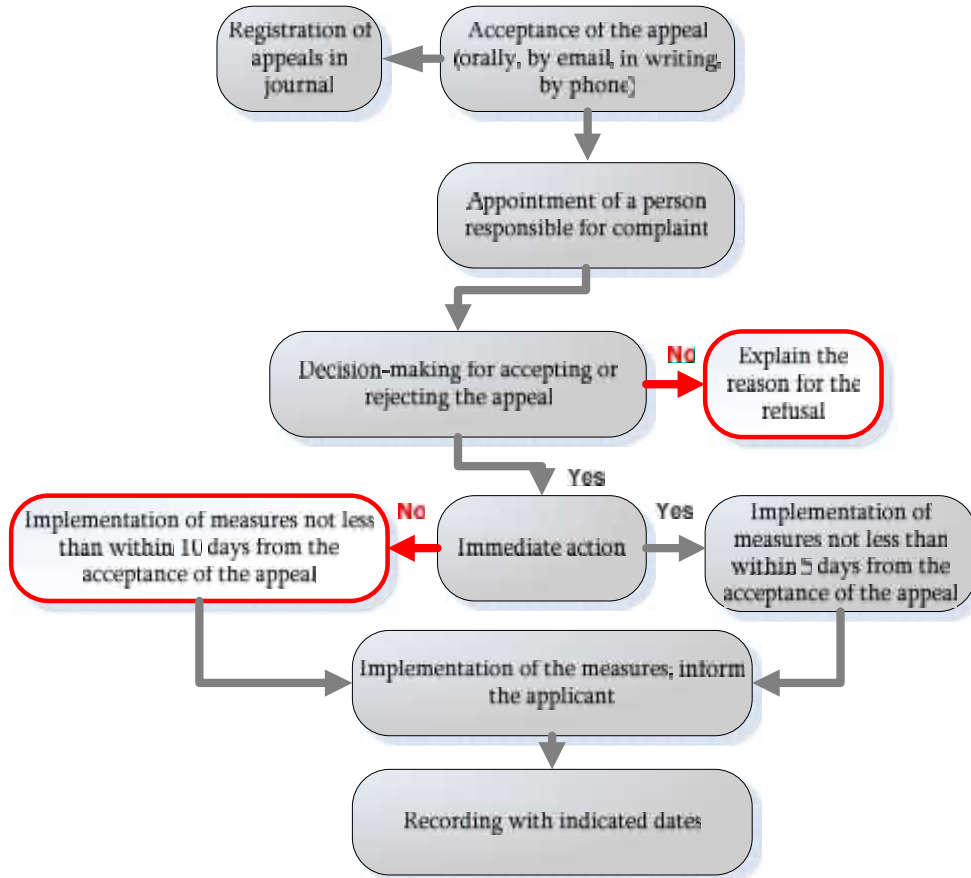 Registration of
appeals in
journal
Acceptance of the appeal
(orally, by email, in writing,
by phone)
Appointment of a person
responsible for complaint
Decision-making for accepting or
rejecting the appeal
No
Explain the
reason for the
refusal
Yes
Implementation of measures not less
than within 10 days from the
acceptance of the appeal
No
Immediate action
Yes
Implementation of
measures not less than
within 5 days from the
acceptance of the appeal
Implementation of the measures, inform
the applicant
Recording with indicated dates